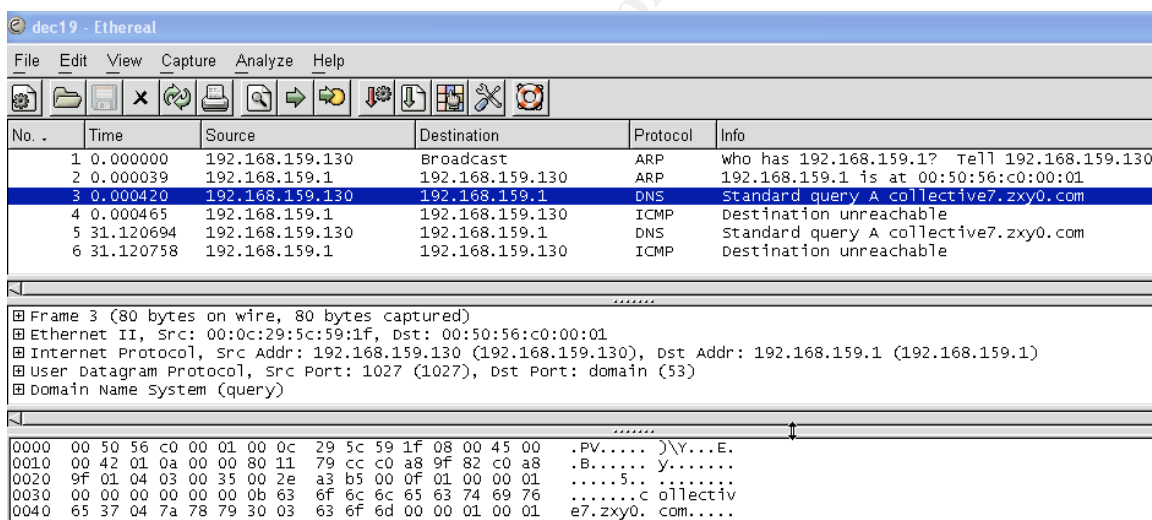 dec19 - Ethereal
File Edit View Capture Analyze Help
No. . Time Source Destination Protocol Info
1 0.000000 192.168.159.130 Broadcast ARP Who has 192.168.159.1? Tell 192.168.159.130
2 0.000039 192.168.159.1 192.168.159.130 ARP 192.168.159.1 is at 00:50:56:c0:00:01
3 0.000420 192.168.159.130 192.168.159.1 DNS Standard query A collective7.zxy0.com
4 0.000465 192.168.159.1 192.168.159.130 ICMP Destination unreachable
5 31.120694 192.168.159.130 192.168.159.1 DNS Standard query A collective7.zxy0.com
6 31.120758 192.168.159.1 192.168.159.130 ICMP Destination unreachable
Frame 3 (80 bytes on wire, 80 bytes captured)
Ethernet II, Src: 00:0c:29:5c:59:1f, Dst: 00:50:56:c0:00:01
Internet Protocol, Src Addr: 192.168.159.130 (192.168.159.130), Dst Addr: 192.168.159.1 (192.168.159.1)
User Datagram Protocol, Src Port: 1027 (1027), Dst Port: domain (53)
Domain Name System (query)
0000 00 50 56 c0 00 01 00 0c 29 5c 59 1f 08 00 45 00 .PV..... )\Y...E.
0010 00 42 01 0a 00 00 80 11 79 cc c0 a8 9f 82 c0 a8 .B...... y.......
0020 9f 01 04 03 00 35 00 2e a3 b5 00 0f 01 00 00 01 .....5.. ........
0030 00 00 00 00 00 00 0b 63 6f 6c 6c 65 63 74 69 76 .......c ollectiv
0040 65 37 04 7a 78 79 30 03 63 6f 6d 00 00 01 00 01 e7.zxy0. com.....